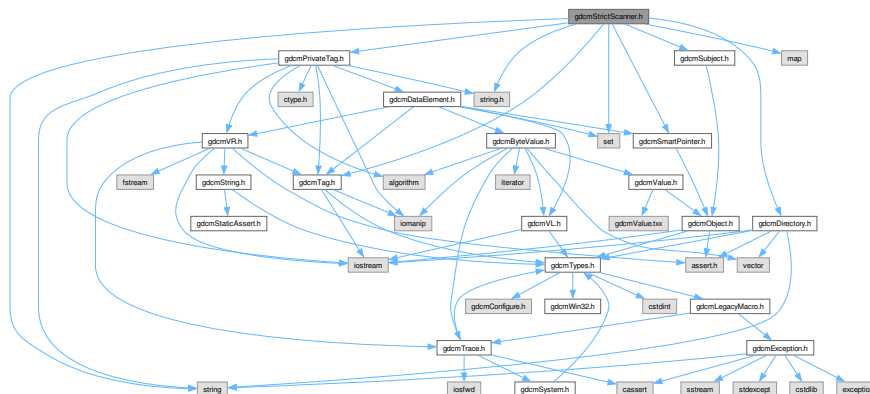 gdcmStrictScanner.h
gdcmPrivateTag.h
gdcmSubject.h
map
ctype.h
gdcmDataElement.h
string.h
gdcmVR.h
gdcmByteValue.h
set
gdcmSmartPointer.h
fstream
gdcmString.h
gdcmTag.h
algorithm
iterator
gdcmValue.h
gdcmStaticAssert.h
iomanip
gdcmVL.h
gdcmValue.txx
gdcmObject.h
gdcmDirectory.h
iostream
gdcmTypes.h
assert.h
vector
gdcmConfigure.h
gdcmWin32.h
cstdint
gdcmLegacyMacro.h
gdcmTrace.h
gdcmException.h
string
iosfwd
gdcmSystem.h
cassert
sstream
stdexcept
cstdlib
exception